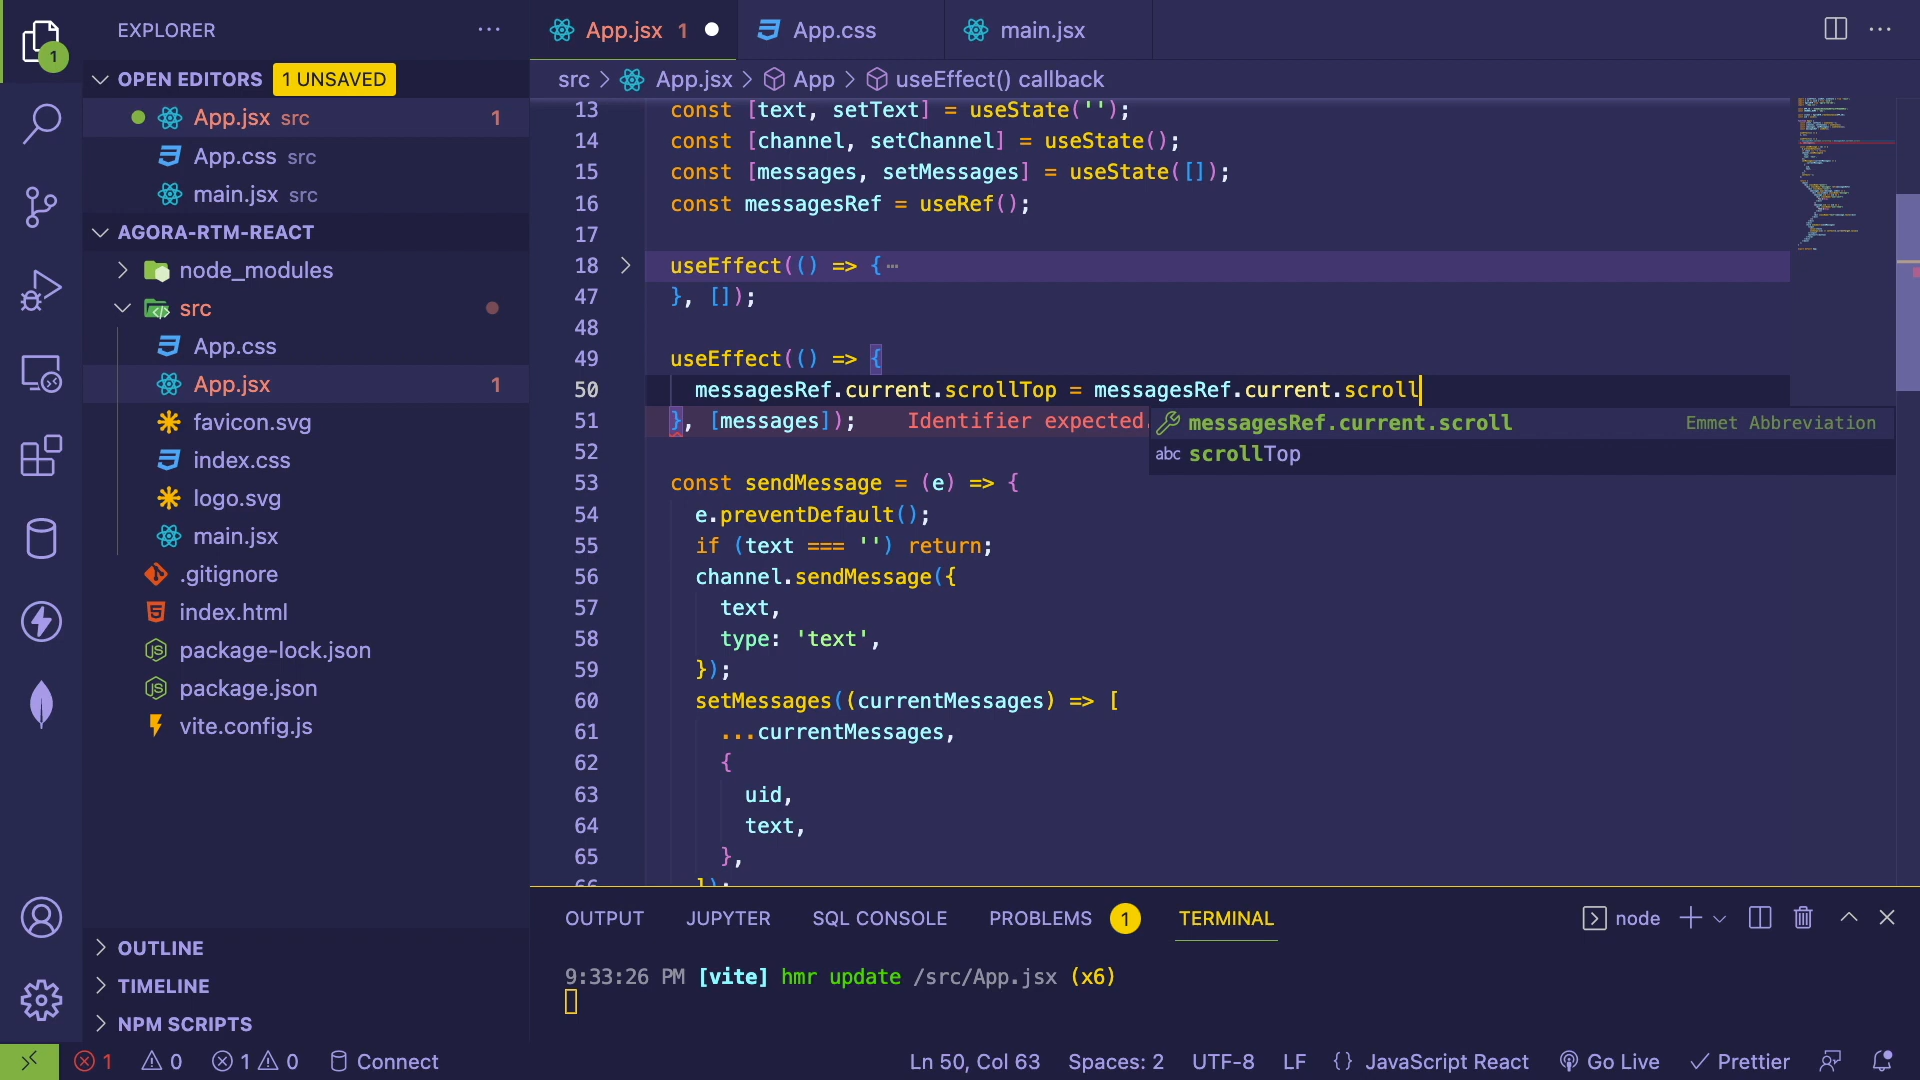 EXPLORER
App.jsx 1
App.css
main.jsx
1
OPEN EDITORS 1 UNSAVED
App.jsx src 1
App.css src
main.jsx src
AGORA-RTM-REACT
node_modules
src
App.css
App.jsx 1
favicon.svg
index.css
logo.svg
main.jsx
.gitignore
index.html
package-lock.json
package.json
vite.config.js
OUTLINE
TIMELINE
NPM SCRIPTS
src > App.jsx > App > useEffect() callback
13 const [text, setText] = useState('');
14 const [channel, setChannel] = useState();
15 const [messages, setMessages] = useState([]);
16 const messagesRef = useRef();
17
18 useEffect(() => {…
47 }, []);
48
49 useEffect(() => {
50 messagesRef.current.scrollTop = messagesRef.current.scroll
51 }, [messages]); Identifier expected.
messagesRef.current.scroll Emmet Abbreviation
abc scrollTop
52
53 const sendMessage = (e) => {
54 e.preventDefault();
55 if (text === '') return;
56 channel.sendMessage({
57 text,
58 type: 'text',
59 });
60 setMessages((currentMessages) => [
61 ...currentMessages,
62 {
63 uid,
64 text,
65 },
66 ]);
OUTPUT JUPYTER SQL CONSOLE PROBLEMS 1 TERMINAL node
9:33:26 PM [vite] hmr update /src/App.jsx (x6)
1 0 1 0 Connect Ln 50, Col 63 Spaces: 2 UTF-8 LF {} JavaScript React Go Live Prettier